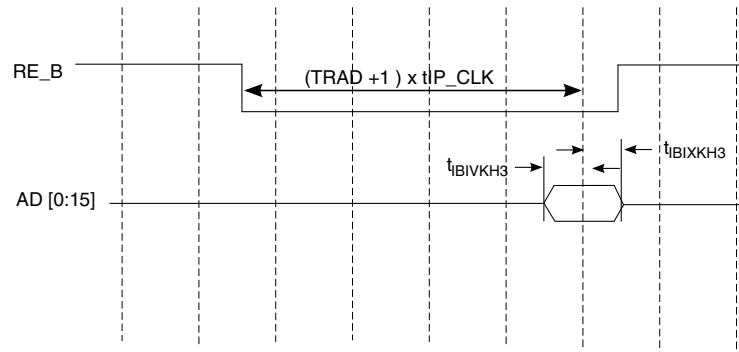 RE_B
(TRAD +1 ) x tIP_CLK
tIBIVKH3
tIBIXKH3
AD [0:15]